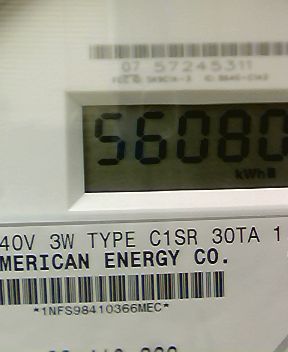 07 57245311
56080
kWh
40V 3W TYPE C1SR 30TA 1
MERICAN ENERGY CO.
*1NFS98410366MEC*